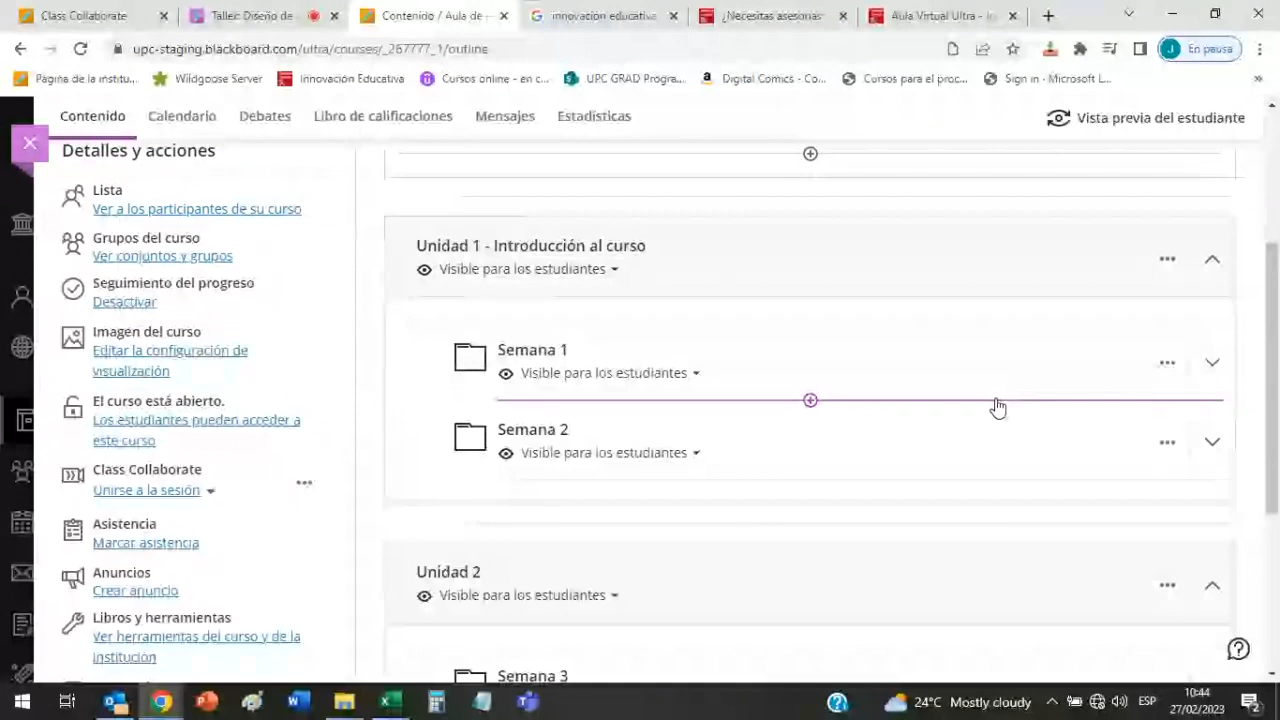 Class Collaborate
Taller: Diseño de
Contenido / Aula de
innovación educativa
¿Necesitas asesorías
Aula Virtual Ultra - In
upc-staging.blackboard.com/ultra/courses/_267777_1/outline
En pausa
Página de la institu...
Wildgoose Server
Innovación Educativa
Cursos online - en c...
UPC GRAD Progra...
Digital Comics - Co...
Cursos para el proc...
Sign in - Microsoft L...
»
Contenido
Calendario
Debates
Libro de calificaciones
Mensajes
Estadísticas
Vista previa del estudiante
Detalles y acciones
Lista
Ver a los participantes de su curso
Grupos del curso
Ver conjuntos y grupos
Seguimiento del progreso
Desactivar
Imagen del curso
Editar la configuración de
visualización
El curso está abierto.
Los estudiantes pueden acceder a
este curso
Class Collaborate
Unirse a la sesión
Asistencia
Marcar asistencia
Anuncios
Crear anuncio
Libros y herramientas
Ver herramientas del curso y de la
institución
Unidad 1 - Introducción al curso
Visible para los estudiantes
Semana 1
Visible para los estudiantes
Semana 2
Visible para los estudiantes
Unidad 2
Visible para los estudiantes
Semana 3
24°C Mostly cloudy
ESP
10:44
27/02/2023
2